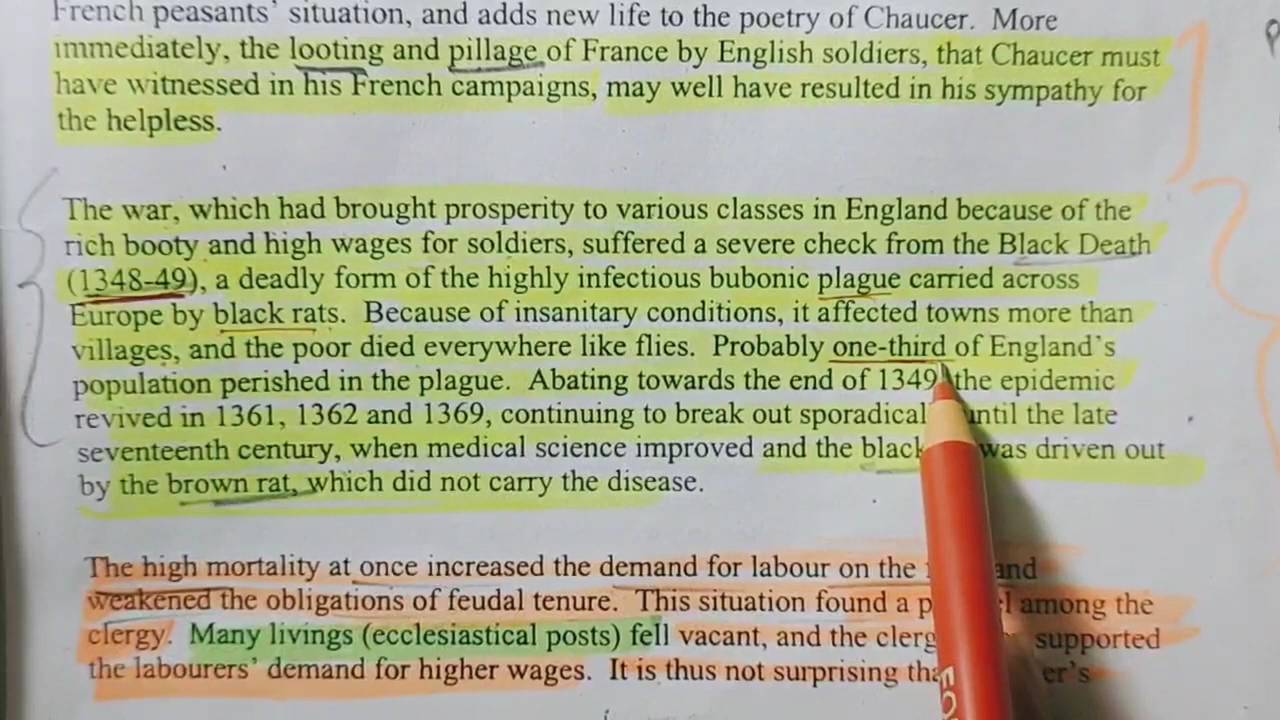 French peasants' situation, and adds new life to the poetry of Chaucer. More
immediately, the looting and pillage of France by English soldiers, that Chaucer must
have witnessed in his French campaigns, may well have resulted in his sympathy for
the helpless.
The war, which had brought prosperity to various classes in England because of the
rich booty and high wages for soldiers, suffered a severe check from the Black Death
(1348-49), a deadly form of the highly infectious bubonic plague carried across
Europe by black rats. Because of insanitary conditions, it affected towns more than
villages, and the poor died everywhere like flies. Probably one-third of England's
population perished in the plague. Abating towards the end of 1349 the epidemic
revived in 1361, 1362 and 1369, continuing to break out until the late
seventeenth century, when medical science improved and the black was driven out
by the brown rat, which did not carry the disease.
The high mortality at once increased the demand for labour on the and
weakened the obligations of feudal tenure. This situation found a among the
clergy. Many livings (ecclesiastical posts) fell vacant, and the supported
the labourers' demand for higher wages. It is thus not surprising